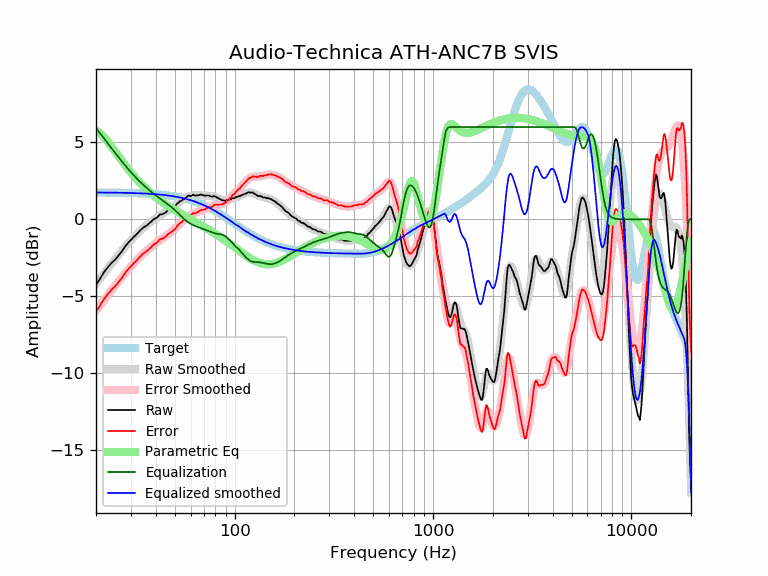 Audio-Technica ATH-ANC7B SVIS
Amplitude (dBr)
5
0
−5
−10
−15
Target
Raw Smoothed
Error Smoothed
Raw
Error
Parametric Eq
Equalization
Equalized smoothed
100
1000
10000
Frequency (Hz)